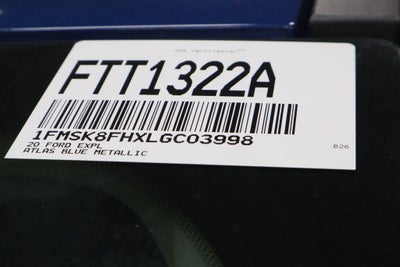 FTT1322A
1FMSK8FHXLGC03998
20 FORD EXPL
ATLAS BLUE METALLIC
B26